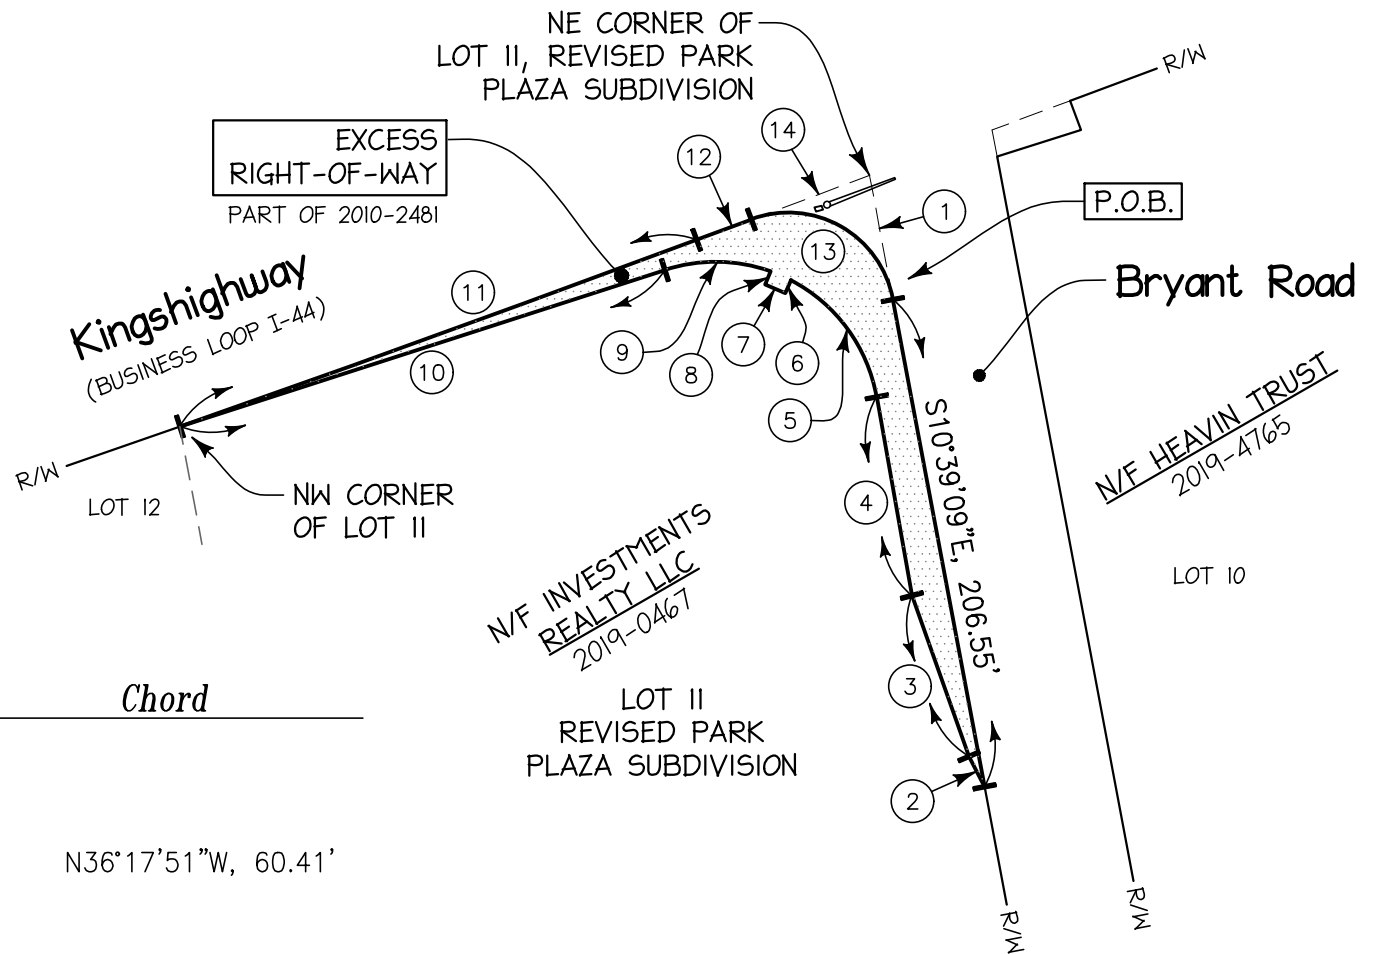 NE CORNER OF
LOT 11, REVISED PARK
PLAZA SUBDIVISION
R/W
EXCESS
RIGHT-OF-WAY
PART OF 2010-2481
14
12
1
P.O.B.
13
Kingshighway
(BUSINESS LOOP I-44)
11
10
9
8
7
6
5
Bryant Road
N/F HEAVIN TRUST
2019-4765
S10°39'09"E, 206.55'
R/W
LOT 12
NW CORNER
OF LOT 11
4
N/F INVESTMENTS
REALTY LLC
2019-0467
LOT 10
3
Chord
LOT 11
REVISED PARK
PLAZA SUBDIVISION
2
N36°17'51"W, 60.41'
R/W
R/W